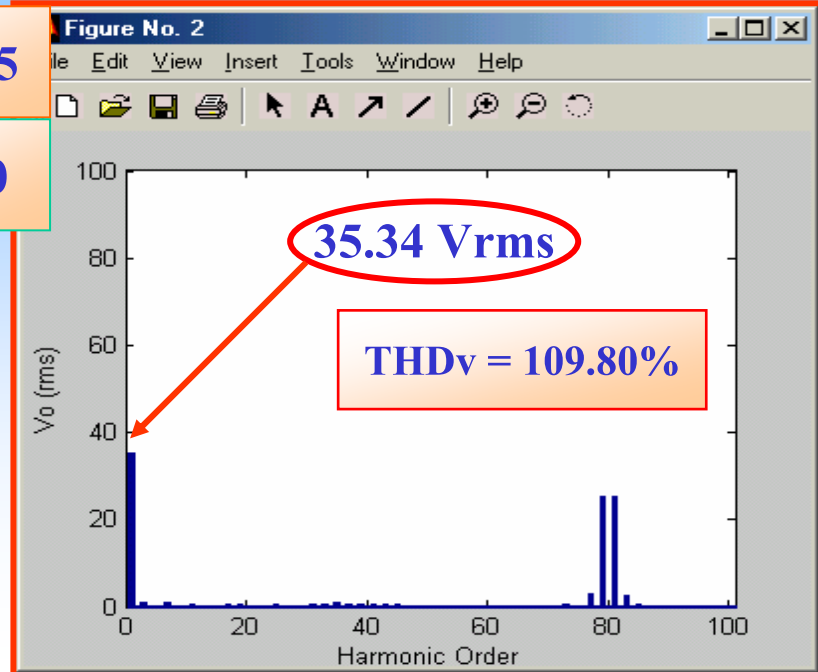 5
Figure No. 2
Edit View Insert Tools Window Help
100
80
60
40
20
0
Vo (rms)
35.34 Vrms
THDv = 109.80%
0 20 40 60 80 100
Harmonic Order